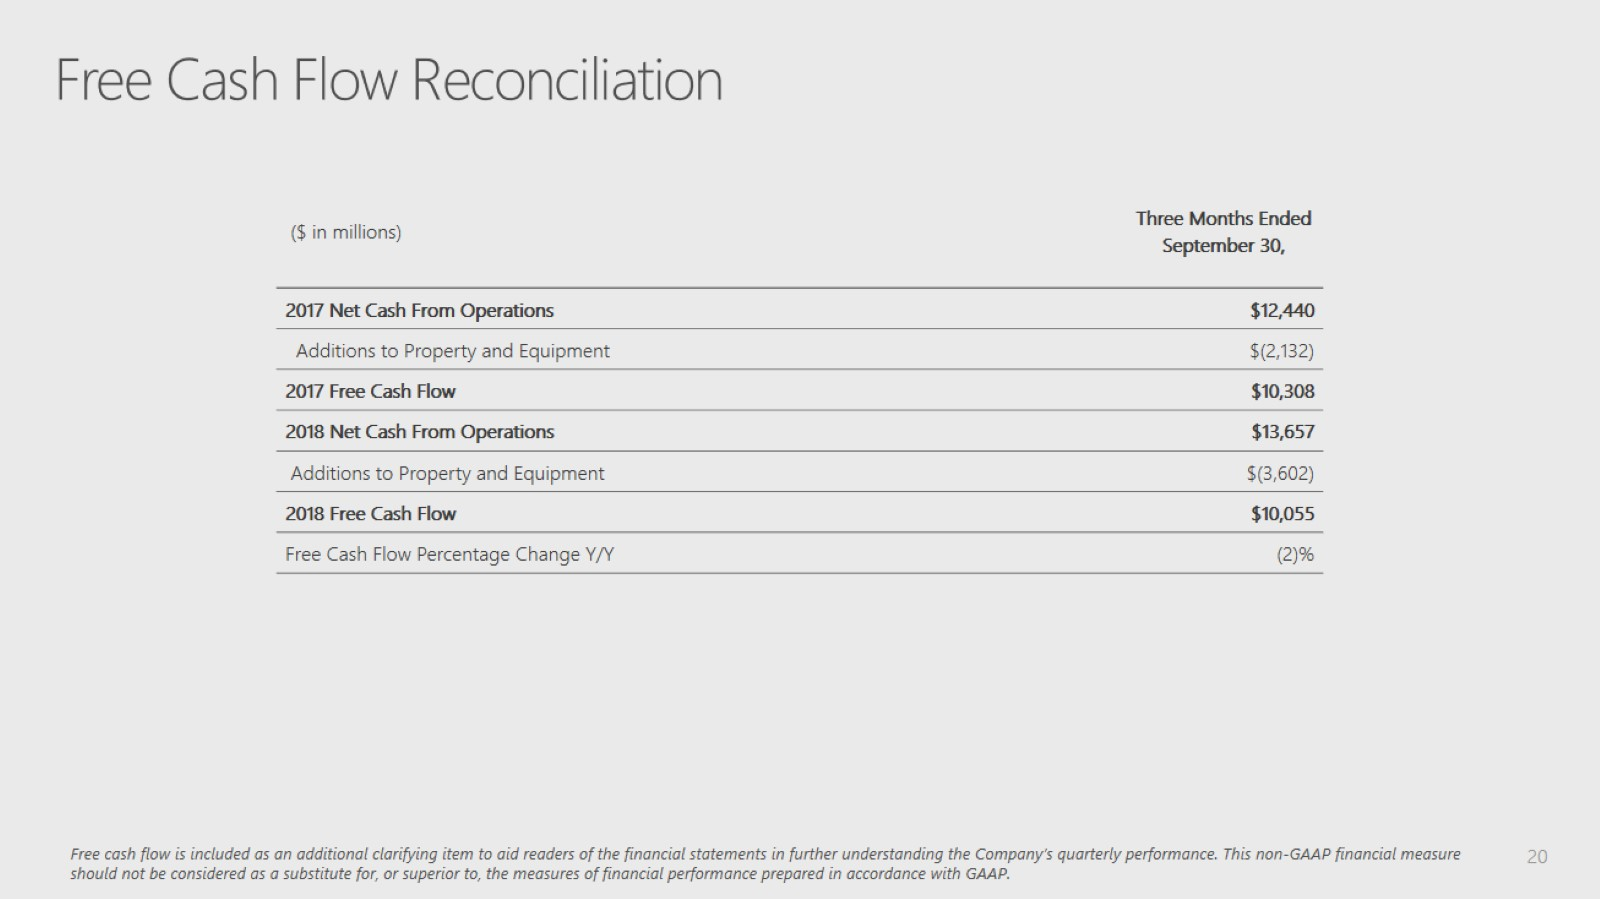 Free Cash Flow Reconciliation
($ in millions)
Three Months Ended
September 30,
2017 Net Cash From Operations $12,440
Additions to Property and Equipment $(2,132)
2017 Free Cash Flow $10,308
2018 Net Cash From Operations $13,657
Additions to Property and Equipment $(3,602)
2018 Free Cash Flow $10,055
Free Cash Flow Percentage Change Y/Y (2)%
Free cash flow is included as an additional clarifying item to aid readers of the financial statements in further understanding the Company's quarterly performance. This non-GAAP financial measure
should not be considered as a substitute for, or superior to, the measures of financial performance prepared in accordance with GAAP.
20